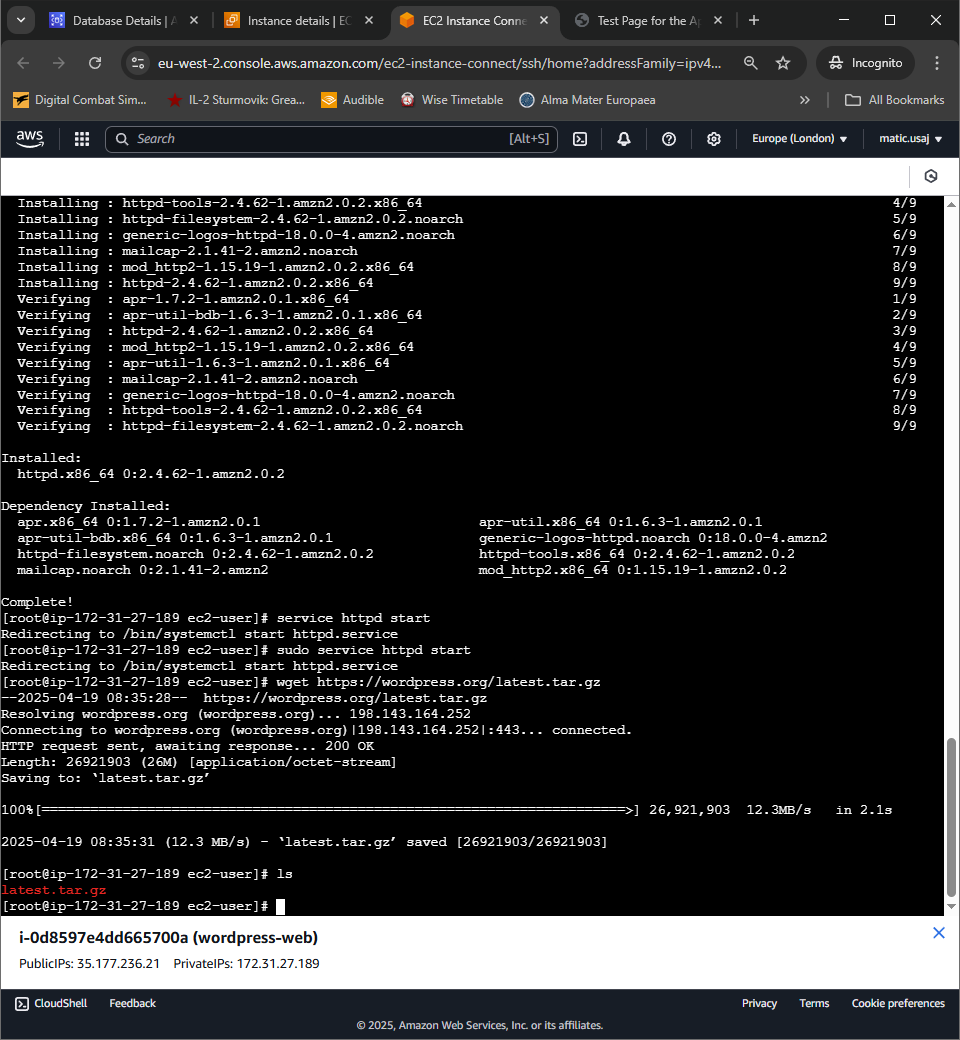 Database Details | A
Instance details | EC
EC2 Instance Conne
Test Page for the Ap
eu-west-2.console.aws.amazon.com/ec2-instance-connect/ssh/home?addressFamily=ipv4...
Incognito
Digital Combat Sim...
IL-2 Sturmovik: Grea...
Audible
Wise Timetable
Alma Mater Europaea
All Bookmarks
aws
Search
[Alt+S]
Europe (London)
matic.usaj
Installing : httpd-tools-2.4.62-1.amzn2.0.2.x86_64 4/9
Installing : httpd-filesystem-2.4.62-1.amzn2.0.2.noarch 5/9
Installing : generic-logos-httpd-18.0.0-4.amzn2.noarch 6/9
Installing : mailcap-2.1.41-2.amzn2.noarch 7/9
Installing : mod_http2-1.15.19-1.amzn2.0.2.x86_64 8/9
Installing : httpd-2.4.62-1.amzn2.0.2.x86_64 9/9
Verifying : apr-1.7.2-1.amzn2.0.1.x86_64 1/9
Verifying : apr-util-bdb-1.6.3-1.amzn2.0.1.x86_64 2/9
Verifying : httpd-2.4.62-1.amzn2.0.2.x86_64 3/9
Verifying : mod_http2-1.15.19-1.amzn2.0.2.x86_64 4/9
Verifying : apr-util-1.6.3-1.amzn2.0.1.x86_64 5/9
Verifying : mailcap-2.1.41-2.amzn2.noarch 6/9
Verifying : generic-logos-httpd-18.0.0-4.amzn2.noarch 7/9
Verifying : httpd-tools-2.4.62-1.amzn2.0.2.x86_64 8/9
Verifying : httpd-filesystem-2.4.62-1.amzn2.0.2.noarch 9/9
Installed:
httpd.x86_64 0:2.4.62-1.amzn2.0.2
Dependency Installed:
apr.x86_64 0:1.7.2-1.amzn2.0.1 apr-util.x86_64 0:1.6.3-1.amzn2.0.1
apr-util-bdb.x86_64 0:1.6.3-1.amzn2.0.1 generic-logos-httpd.noarch 0:18.0.0-4.amzn2
httpd-filesystem.noarch 0:2.4.62-1.amzn2.0.2 httpd-tools.x86_64 0:2.4.62-1.amzn2.0.2
mailcap.noarch 0:2.1.41-2.amzn2 mod_http2.x86_64 0:1.15.19-1.amzn2.0.2
Complete!
[root@ip-172-31-27-189 ec2-user]# service httpd start
Redirecting to /bin/systemctl start httpd.service
[root@ip-172-31-27-189 ec2-user]# sudo service httpd start
Redirecting to /bin/systemctl start httpd.service
[root@ip-172-31-27-189 ec2-user]# wget https://wordpress.org/latest.tar.gz
--2025-04-19 08:35:28-- https://wordpress.org/latest.tar.gz
Resolving wordpress.org (wordpress.org)... 198.143.164.252
Connecting to wordpress.org (wordpress.org)|198.143.164.252|:443... connected.
HTTP request sent, awaiting response... 200 OK
Length: 26921903 (26M) [application/octet-stream]
Saving to: ‘latest.tar.gz’
100%[=========================================================================>] 26,921,903 12.3MB/s in 2.1s
2025-04-19 08:35:31 (12.3 MB/s) - ‘latest.tar.gz’ saved [26921903/26921903]
[root@ip-172-31-27-189 ec2-user]# ls
latest.tar.gz
[root@ip-172-31-27-189 ec2-user]#
i-0d8597e4dd665700a (wordpress-web)
PublicIPs: 35.177.236.21 PrivateIPs: 172.31.27.189
CloudShell
Feedback
Privacy
Terms
Cookie preferences
© 2025, Amazon Web Services, Inc. or its affiliates.